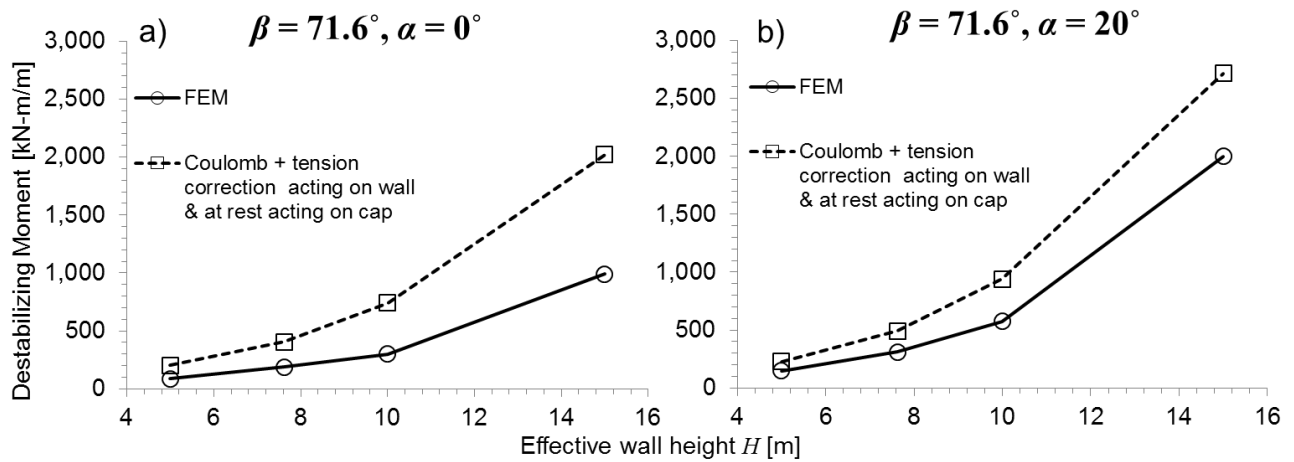 a) β = 71.6°, α = 0°
3,000
2,500
2,000
1,500
1,000
500
0
Destabilizing Moment [kN-m/m]
FEM
Coulomb + tension
correction acting on wall
& at rest acting on cap
4 6 8 10 12 14 16
b) β = 71.6°, α = 20°
3,000
2,500
2,000
1,500
1,000
500
0
FEM
Coulomb + tension
correction acting on wall
& at rest acting on cap
4 6 8 10 12 14 16
Effective wall height H [m]